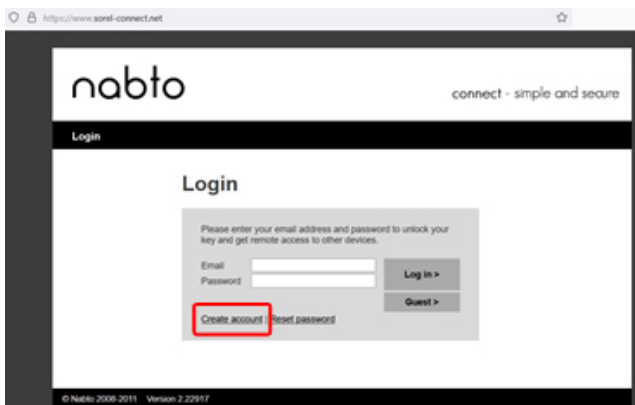 https://www.sorel-connect.net
nabto
connect - simple and secure
Login
Login
Please enter your email address and password to unlock your
key and get remote access to other devices.
Email
Password
Log in >
Guest >
Create account | Reset password
© Nabto 2008-2011 Version 2.22917